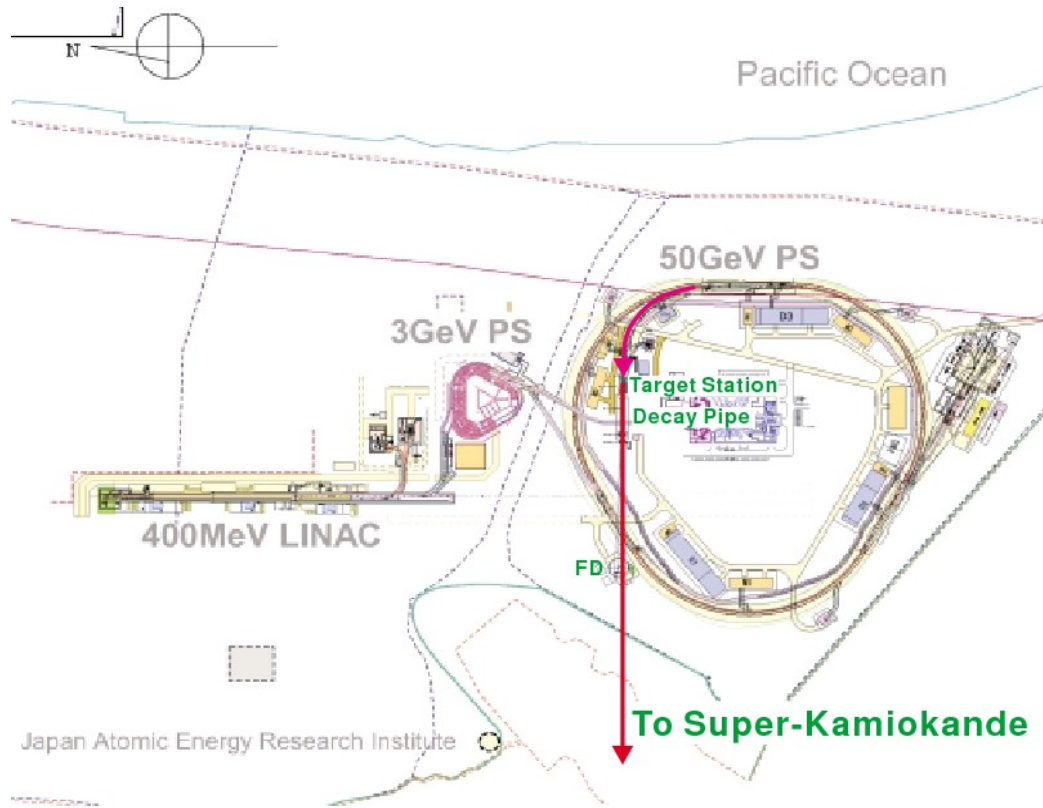 N
Pacific Ocean
50GeV PS
3GeV PS
Target Station
Decay Pipe
400MeV LINAC
FD
To Super-Kamiokande
Japan Atomic Energy Research Institute